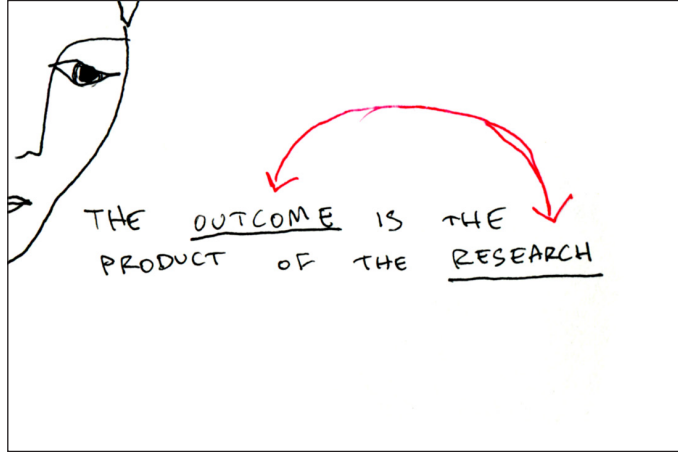 THE OUTCOME IS THE
PRODUCT OF THE RESEARCH